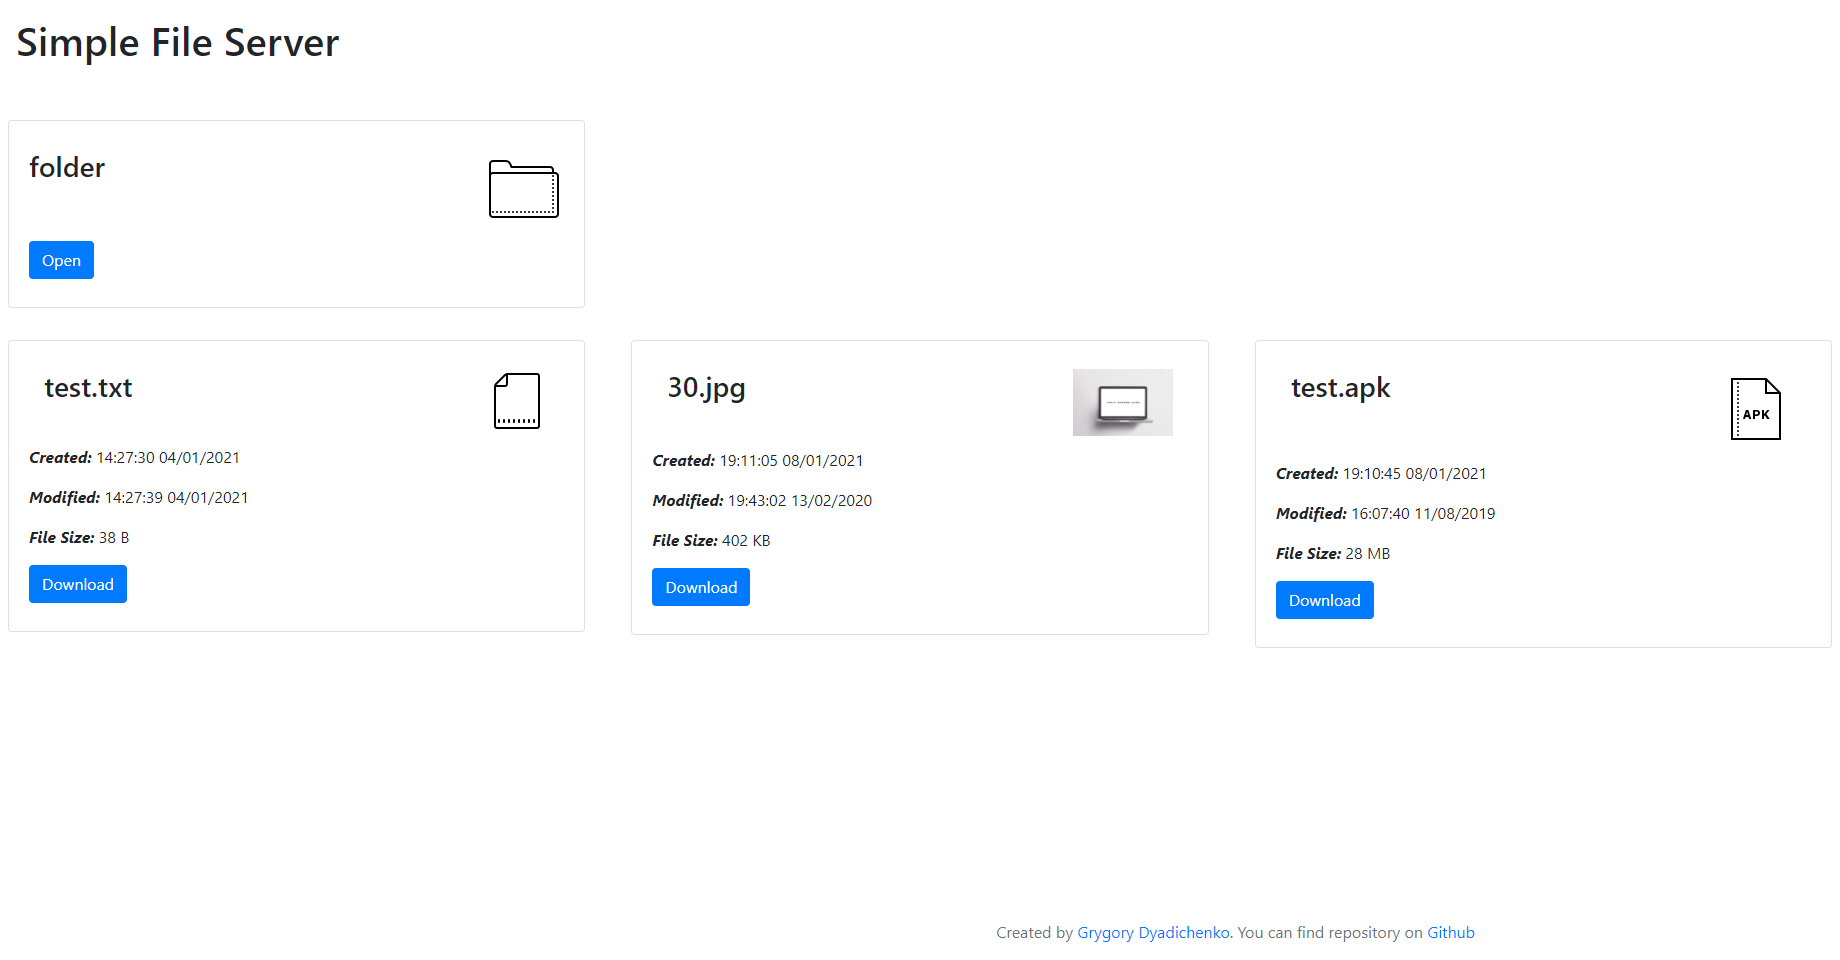 Simple File Server
folder
Open
test.txt
Created: 14:27:30 04/01/2021
Modified: 14:27:39 04/01/2021
File Size: 38 B
Download
30.jpg
Created: 19:11:05 08/01/2021
Modified: 19:43:02 13/02/2020
File Size: 402 KB
Download
test.apk
APK
Created: 19:10:45 08/01/2021
Modified: 16:07:40 11/08/2019
File Size: 28 MB
Download
Created by Grygory Dyadichenko. You can find repository on Github